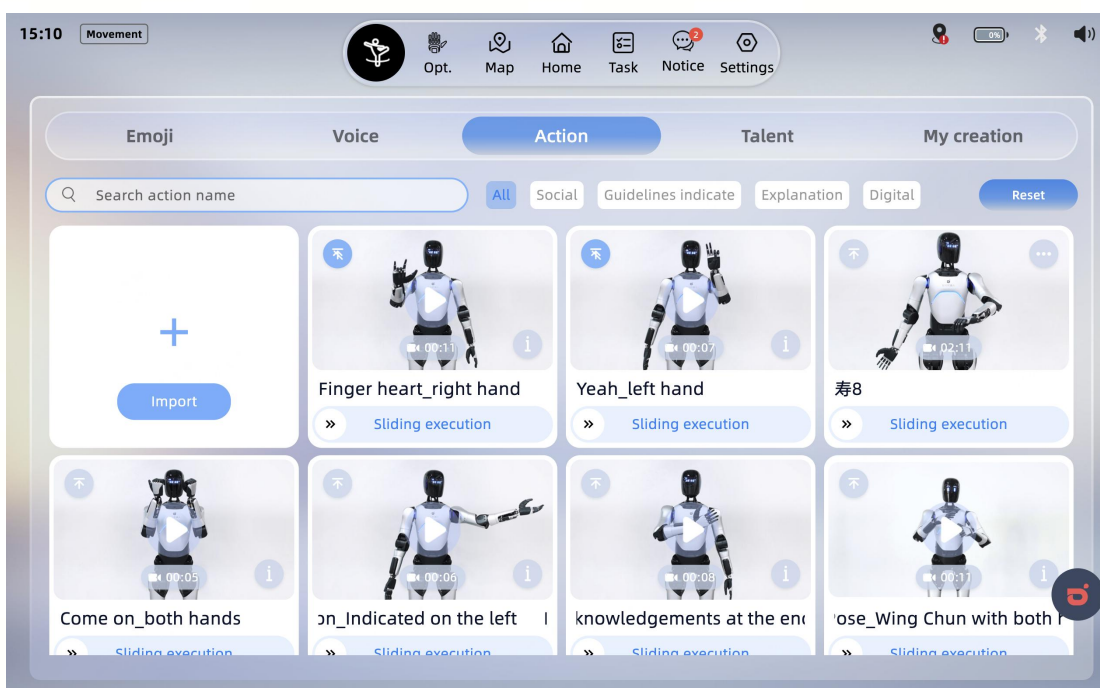 15:10 Movement
Opt. Map Home Task Notice 2 Settings
0%
Emoji Voice Action Talent My creation
Search action name All Social Guidelines indicate Explanation Digital Reset
Import
00:11 i
Finger heart_right hand
Sliding execution
00:07 i
Yeah_left hand
Sliding execution
02:11
寿8
Sliding execution
00:05 i
Come on_both hands
Sliding execution
00:06 i
on_Indicated on the left
Sliding execution
00:08 i
knowledgements at the end
Sliding execution
00:11 i
ose_Wing Chun with both h
Sliding execution